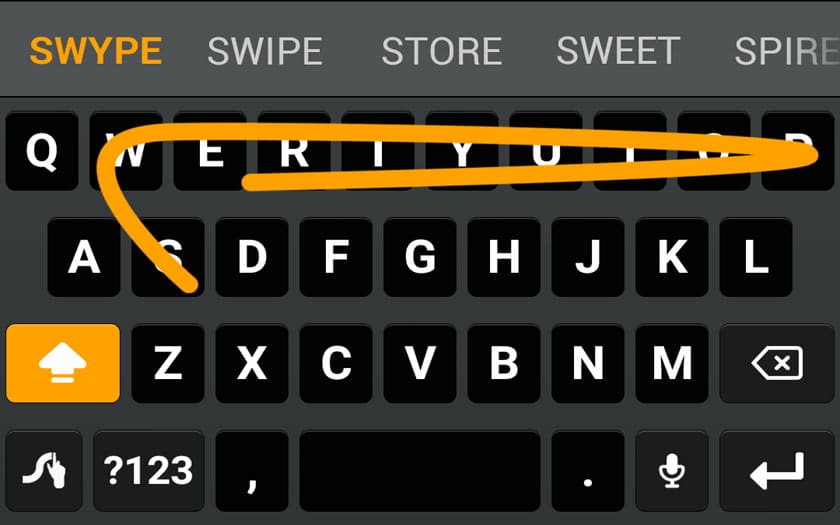 SWYPE SWIPE STORE SWEET SPIRE
Q W E R T Y U I O P
A S D F G H J K L
Z X C V B N M
?123 , .